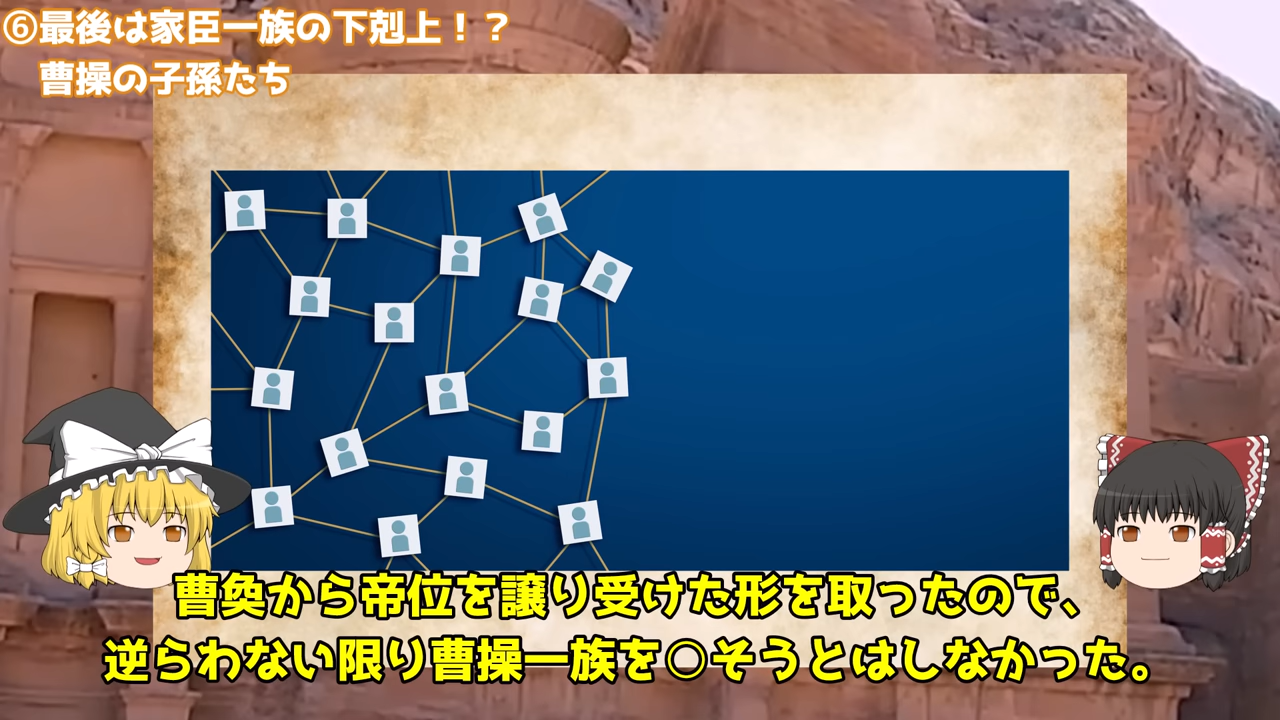 ⑥最後は家臣一族の下剋上！？
曹操の子孫たち
曹奐から帝位を譲り受けた形を取ったので、
逆らわない限り曹操一族を○そうとはしなかった。